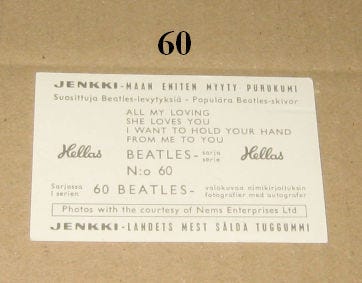 60
JENKKI - MAAN ENITEN MYYTY PURUKUMI
Suosittuja Beatles-levytyksiä - Populära Beatles-skivor
ALL MY LOVING
SHE LOVES YOU
I WANT TO HOLD YOUR HAND
FROM ME TO YOU
Hellas BEATLES- sarja serie Hellas
N:o 60
Sarjassa I serien 60 BEATLES- valokuvaa nimikirjoituksin fotografier med autografer
Photos with the courtesy of Nems Enterprises Ltd
JENKKI - LANDETS MEST SÅLDA TUGGUMMI